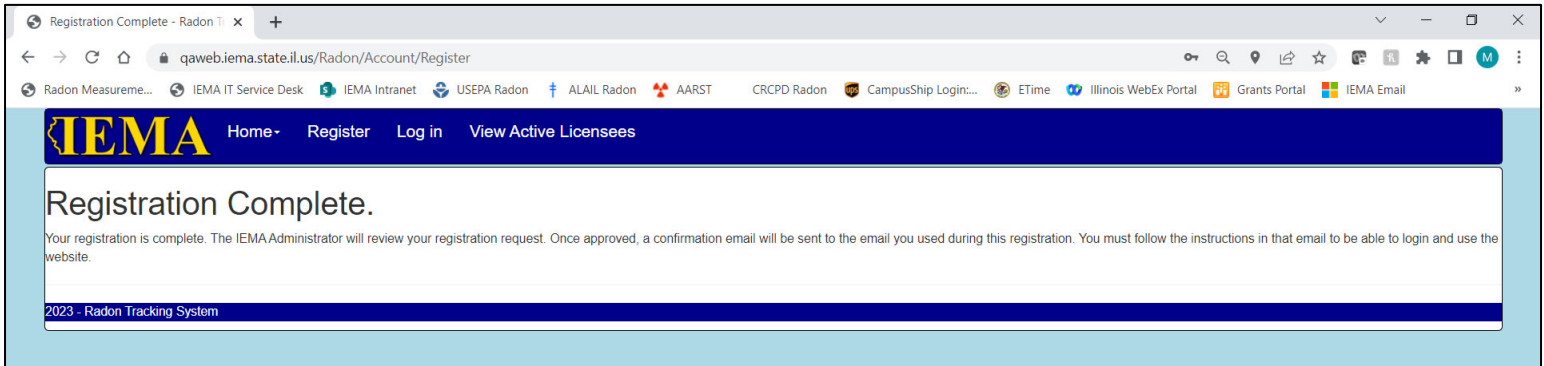 Registration Complete - Radon T
qaweb.iema.state.il.us/Radon/Account/Register
M
Radon Measureme... IEMA IT Service Desk IEMA Intranet USEPA Radon ALAIL Radon AARST CRCPD Radon CampusShip Login:... ETime Illinois WebEx Portal Grants Portal IEMA Email »
IEMA Home Register Log in View Active Licensees
Registration Complete.
Your registration is complete. The IEMA Administrator will review your registration request. Once approved, a confirmation email will be sent to the email you used during this registration. You must follow the instructions in that email to be able to login and use the
website.
2023 - Radon Tracking System